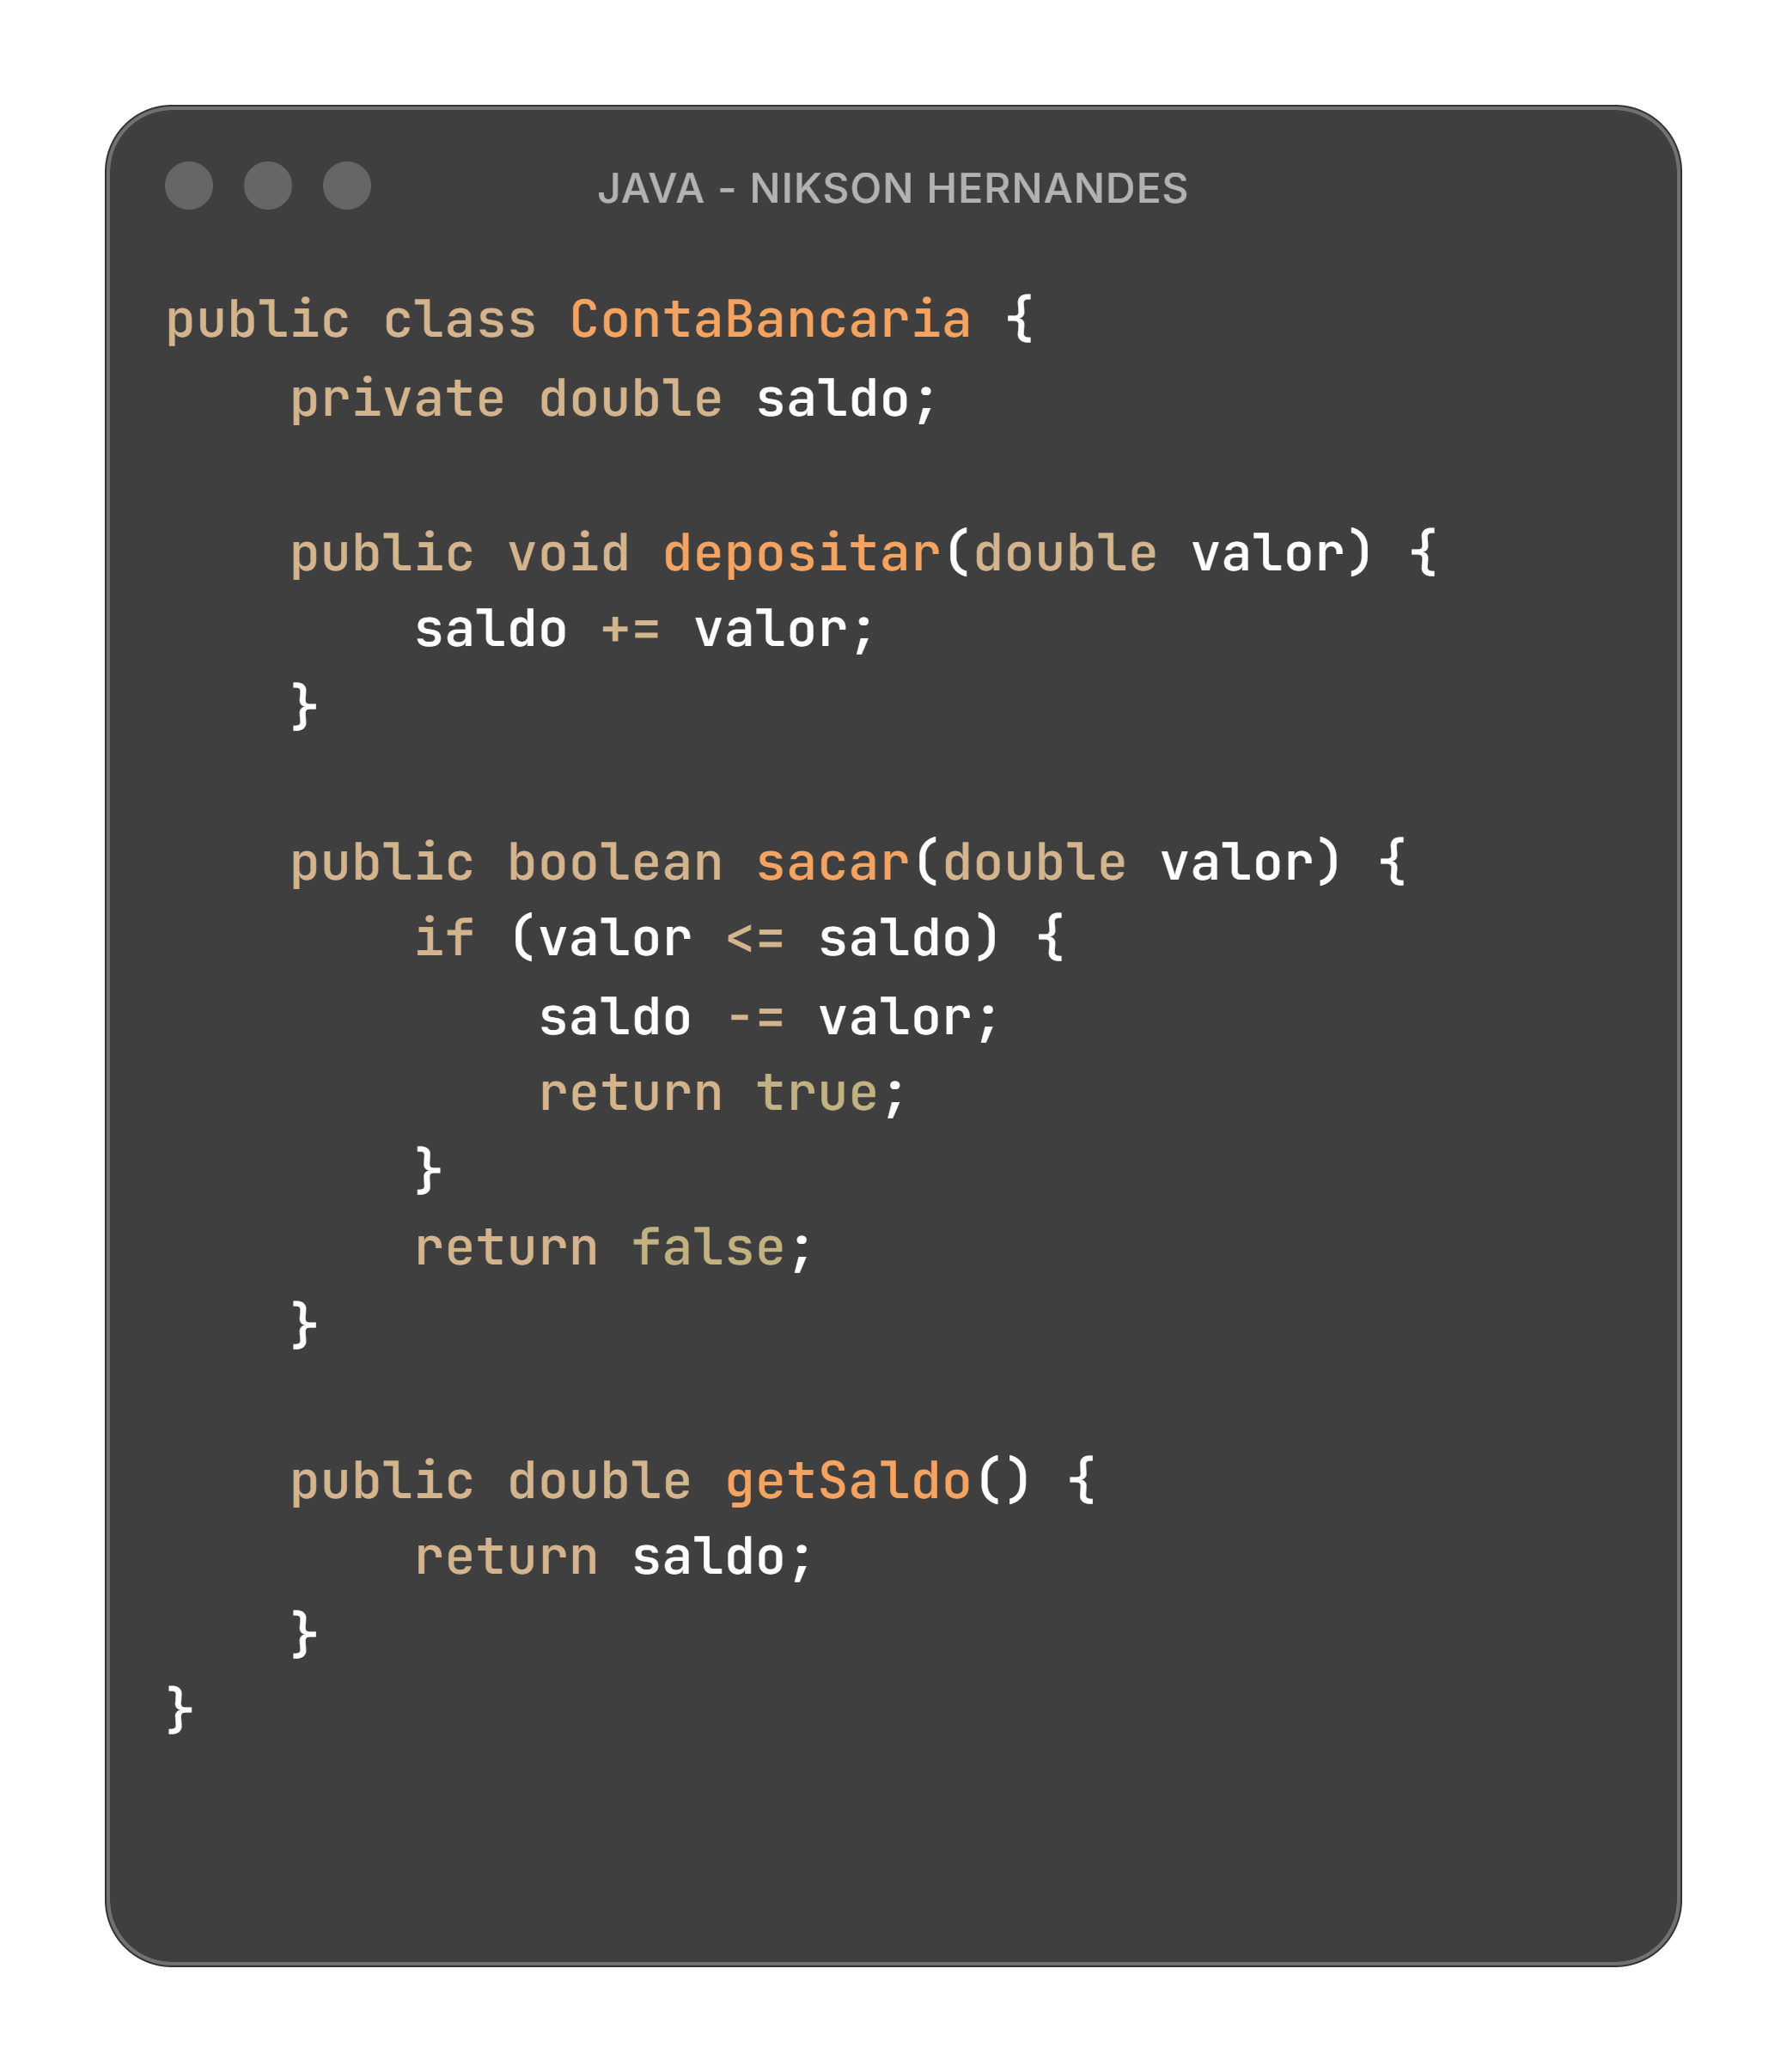 JAVA - NIKSON HERNANDES
public class ContaBancaria {
    private double saldo;

    public void depositar(double valor) {
        saldo += valor;
    }

    public boolean sacar(double valor) {
        if (valor <= saldo) {
            saldo -= valor;
            return true;
        }
        return false;
    }

    public double getSaldo() {
        return saldo;
    }
}